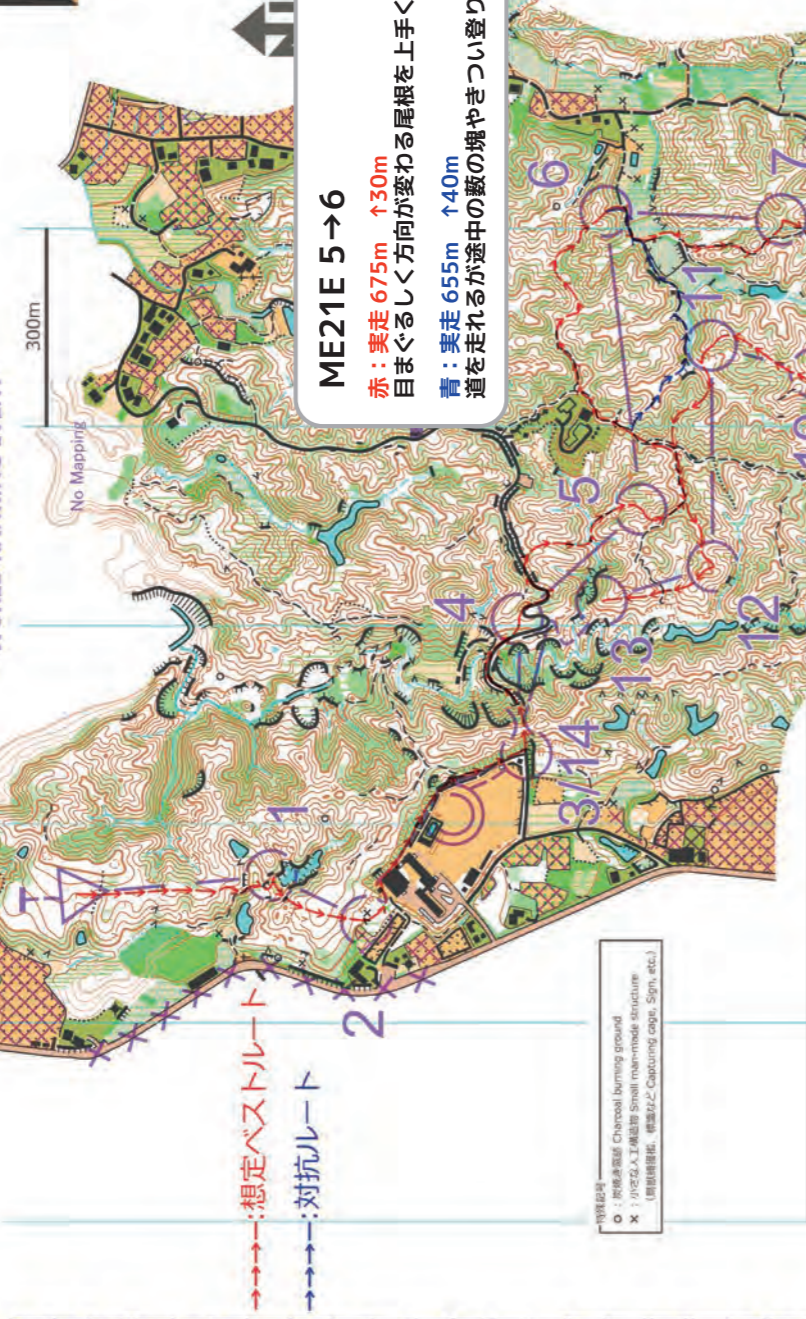 300m
No Mapping
ME21E 5→6
赤：実走 675m ↑30m
目まぐるしく方向が変わる尾根を上手く
青：実走 655m ↑40m
道を走れるが途中の藪の塊やきつい登り
1
2
3/14
4
5
6
7
11
12
13
→→→−:想定ベストルート
→→→−:対抗ルート
特殊記号
o : 炭焼き窯跡 Charcoal burning ground
× : 小さな人工構造物 Small man-made structure
Capturing cage, Sign, etc.)